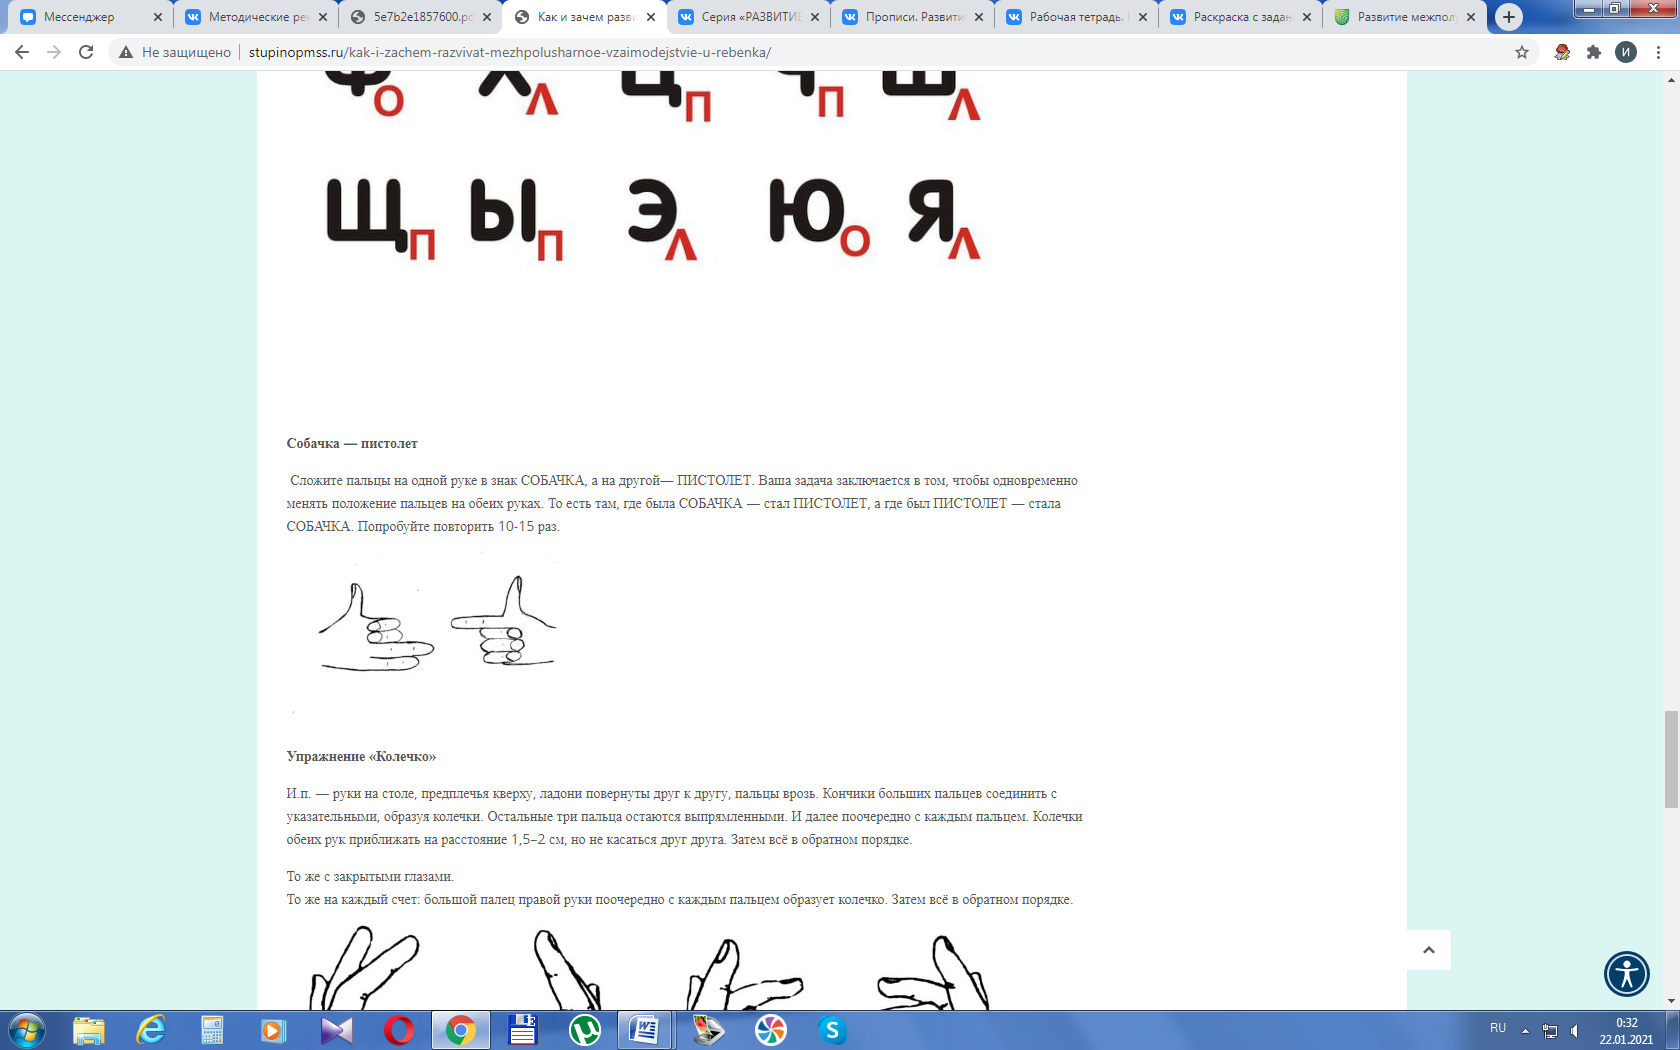 Мессенджер
Методические ре
5e7b2e1857600.pd
Как и зачем разви
Серия «РАЗВИТИЕ
Прописи. Развити
Рабочая тетрадь.
Раскраска с задан
Развитие межполу
Не защищено
stupinopmss.ru/kak-i-zachem-razvivat-mezhpolusharnoe-vzaimodejstvie-u-rebenka/
И
Ф Х Ц Ч Ш
О Л П П Л
Щ Ы Э Ю Я
П П Л О Л
Собачка — пистолет
Сложите пальцы на одной руке в знак СОБАЧКА, а на другой— ПИСТОЛЕТ. Ваша задача заключается в том, чтобы одновременно
менять положение пальцев на обеих руках. То есть там, где была СОБАЧКА — стал ПИСТОЛЕТ, а где был ПИСТОЛЕТ — стала
СОБАЧКА. Попробуйте повторить 10-15 раз.
Упражнение «Колечко»
И.п. — руки на столе, предплечья кверху, ладони повернуты друг к другу, пальцы врозь. Кончики больших пальцев соединить с
указательными, образуя колечки. Остальные три пальца остаются выпрямленными. И далее поочередно с каждым пальцем. Колечки
обеих рук приближать на расстояние 1,5–2 см, но не касаться друг друга. Затем всё в обратном порядке.
То же с закрытыми глазами.
То же на каждый счет: большой палец правой руки поочередно с каждым пальцем образует колечко. Затем всё в обратном порядке.
RU
0:32
22.01.2021